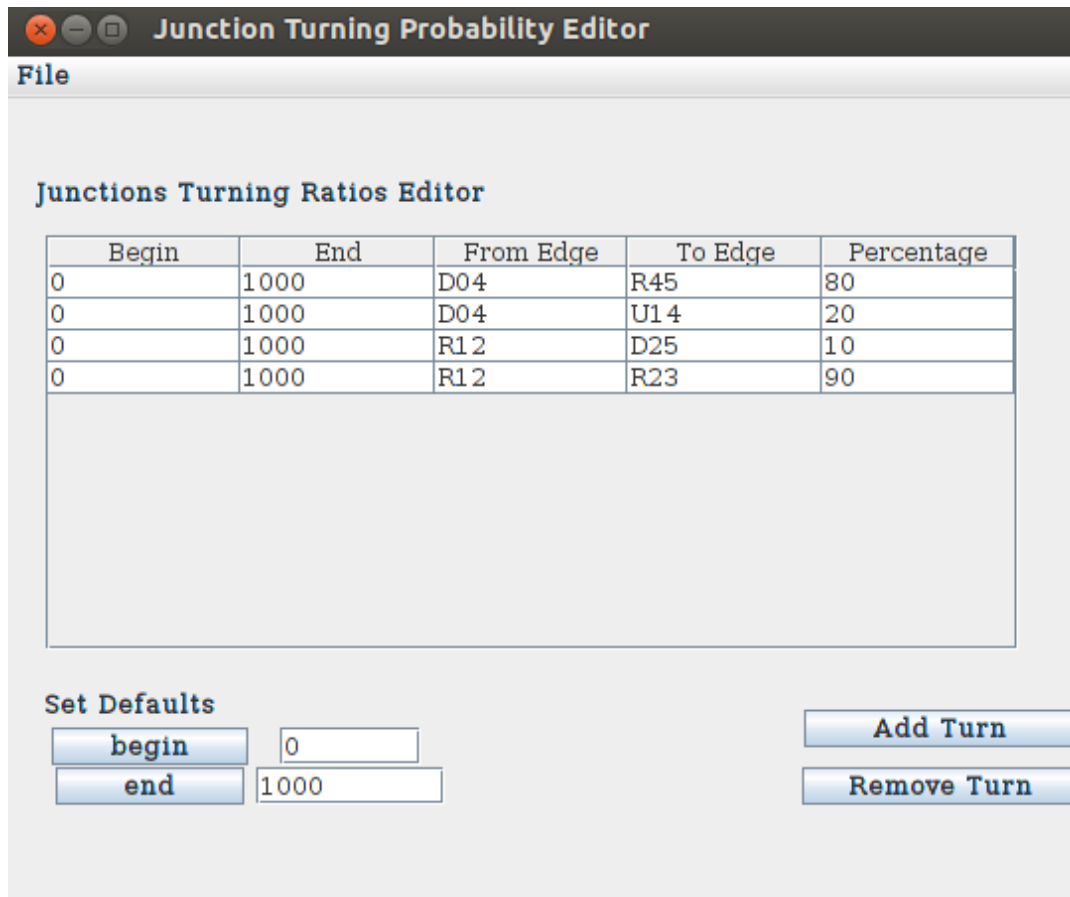 Junction Turning Probability Editor
File
Junctions Turning Ratios Editor
Begin End From Edge To Edge Percentage
0 1000 D04 R45 80
0 1000 D04 U14 20
0 1000 R12 D25 10
0 1000 R12 R23 90
Set Defaults
begin 0 Add Turn
end 1000 Remove Turn